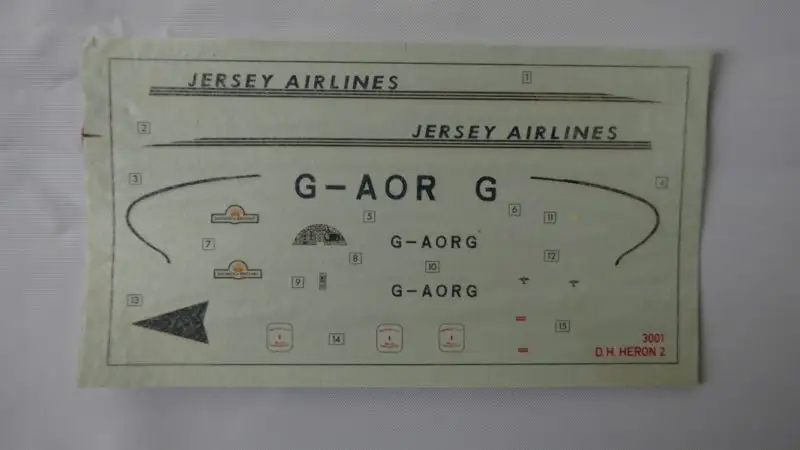 JERSEY AIRLINES
1
2
JERSEY AIRLINES
3
G-AOR G
4
5
6
11
7
G-AORG
8
12
10
9
G-AORG
13
14
15
3001
D.H. HERON 2